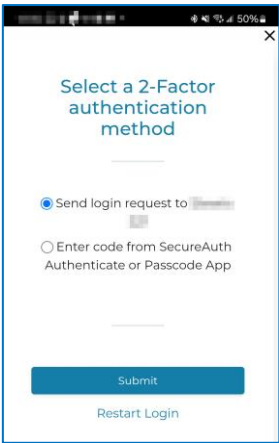 50%
Select a 2-Factor
authentication
method
Send login request to
Enter code from SecureAuth
Authenticate or Passcode App
Submit
Restart Login